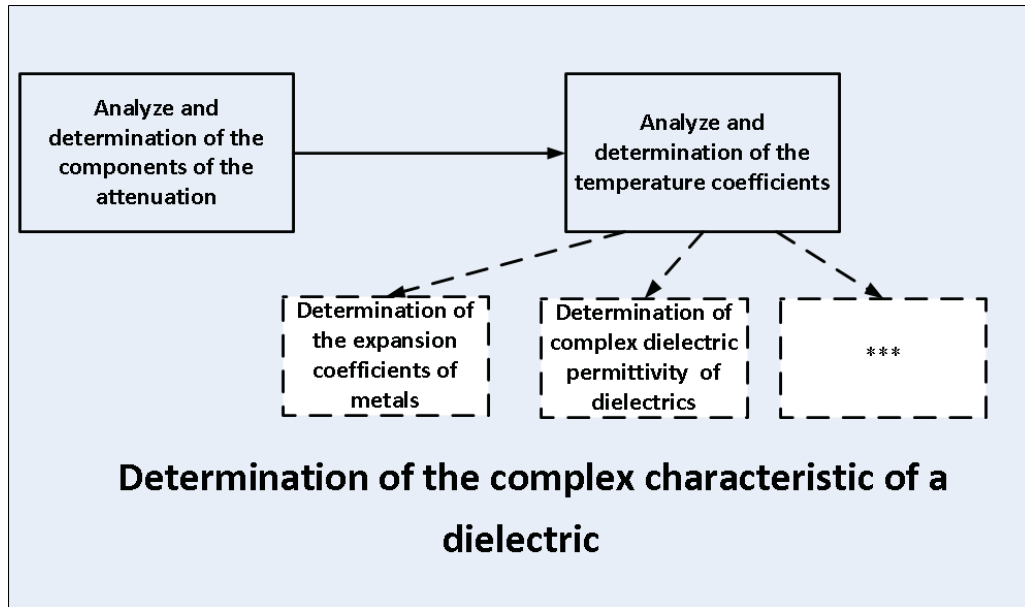 Analyze and
determination of the
components of the
attenuation
Analyze and
determination of the
temperature coefficients
Determination of
the expansion
coefficients of
metals
Determination of
complex dielectric
permittivity of
dielectrics
***
Determination of the complex characteristic of a
dielectric